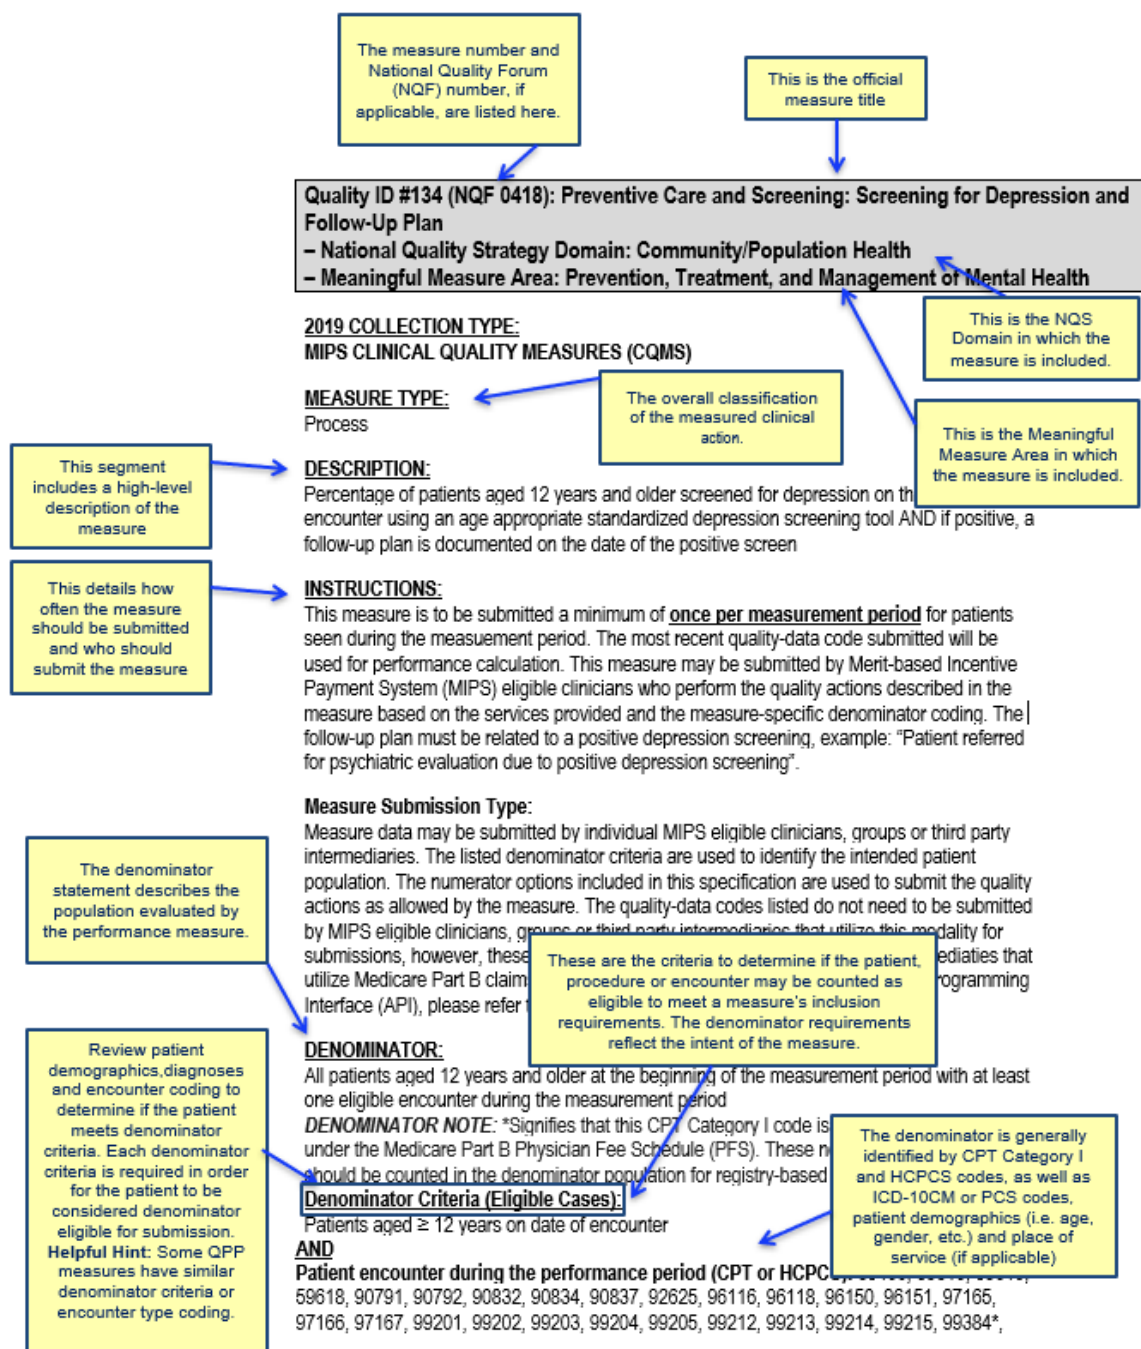 The measure number and
National Quality Forum
(NQF) number, if
applicable, are listed here.
This is the official
measure title
Quality ID #134 (NQF 0418): Preventive Care and Screening: Screening for Depression and
Follow-Up Plan
– National Quality Strategy Domain: Community/Population Health
– Meaningful Measure Area: Prevention, Treatment, and Management of Mental Health
This is the NQS
Domain in which the
measure is included.
2019 COLLECTION TYPE:
MIPS CLINICAL QUALITY MEASURES (CQMS)
MEASURE TYPE:
Process
The overall classification
of the measured clinical
action.
This is the Meaningful
Measure Area in which
the measure is included.
This segment
includes a high-level
description of the
measure
DESCRIPTION:
Percentage of patients aged 12 years and older screened for depression on th
encounter using an age appropriate standardized depression screening tool AND if positive, a
follow-up plan is documented on the date of the positive screen
This details how
often the measure
should be submitted
and who should
submit the measure
INSTRUCTIONS:
This measure is to be submitted a minimum of once per measurement period for patients
seen during the measuement period. The most recent quality-data code submitted will be
used for performance calculation. This measure may be submitted by Merit-based Incentive
Payment System (MIPS) eligible clinicians who perform the quality actions described in the
measure based on the services provided and the measure-specific denominator coding. The
follow-up plan must be related to a positive depression screening, example: “Patient referred
for psychiatric evaluation due to positive depression screening”.
Measure Submission Type:
Measure data may be submitted by individual MIPS eligible clinicians, groups or third party
intermediaries. The listed denominator criteria are used to identify the intended patient
population. The numerator options included in this specification are used to submit the quality
actions as allowed by the measure. The quality-data codes listed do not need to be submitted
by MIPS eligible clinicians, groups or third party intermediaries that utilize this modality for
submissions, however, these ediaties that
utilize Medicare Part B claim rogramming
Interface (API), please refer
The denominator
statement describes the
population evaluated by
the performance measure.
These are the criteria to determine if the patient,
procedure or encounter may be counted as
eligible to meet a measure’s inclusion
requirements. The denominator requirements
reflect the intent of the measure.
Review patient
demographics,diagnoses
and encounter coding to
determine if the patient
meets denominator
criteria. Each denominator
criteria is required in order
for the patient to be
considered denominator
eligible for submission.
Helpful Hint: Some QPP
measures have similar
denominator criteria or
encounter type coding.
DENOMINATOR:
All patients aged 12 years and older at the beginning of the measurement period with at least
one eligible encounter during the measurement period
DENOMINATOR NOTE: *Signifies that this CPT Category I code is
under the Medicare Part B Physician Fee Schedule (PFS). These n
should be counted in the denominator population for registry-based
Denominator Criteria (Eligible Cases):
Patients aged ≥ 12 years on date of encounter
AND
Patient encounter during the performance period (CPT or HCPC
59618, 90791, 90792, 90832, 90834, 90837, 92625, 96116, 96118, 96150, 96151, 97165,
97166, 97167, 99201, 99202, 99203, 99204, 99205, 99212, 99213, 99214, 99215, 99384*,
The denominator is generally
identified by CPT Category I
and HCPCS codes, as well as
ICD-10CM or PCS codes,
patient demographics (i.e. age,
gender, etc.) and place of
service (if applicable)